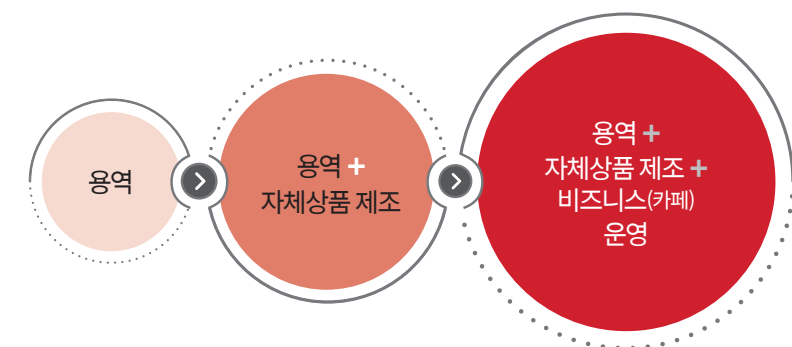 용역
용역 +
자체상품 제조
용역 +
자체상품 제조 +
비즈니스(카페)
운영